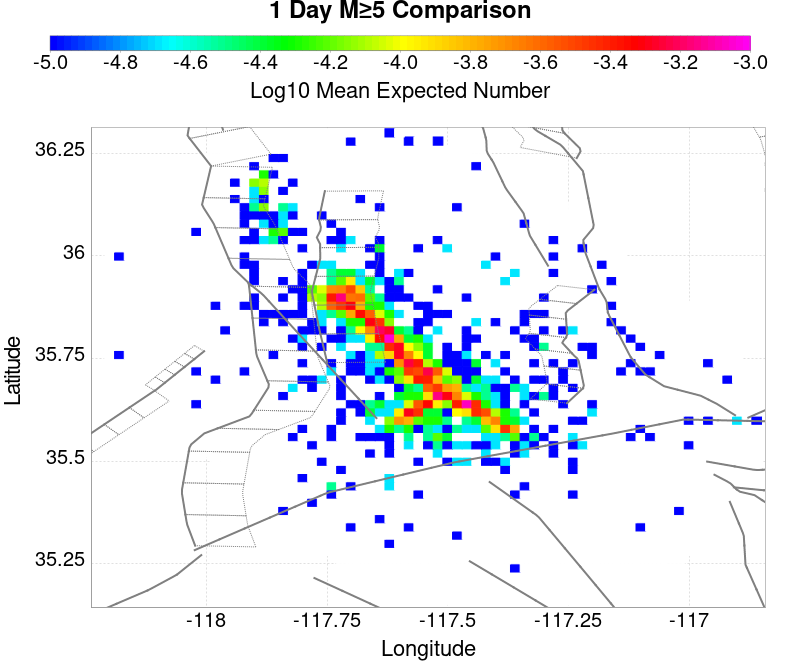 1 Day M≥5 Comparison
-5.0 -4.8 -4.6 -4.4 -4.2 -4.0 -3.8 -3.6 -3.4 -3.2 -3.0
Log10 Mean Expected Number
36.25
36
35.75
35.5
35.25
Latitude
-118 -117.75 -117.5 -117.25 -117
Longitude